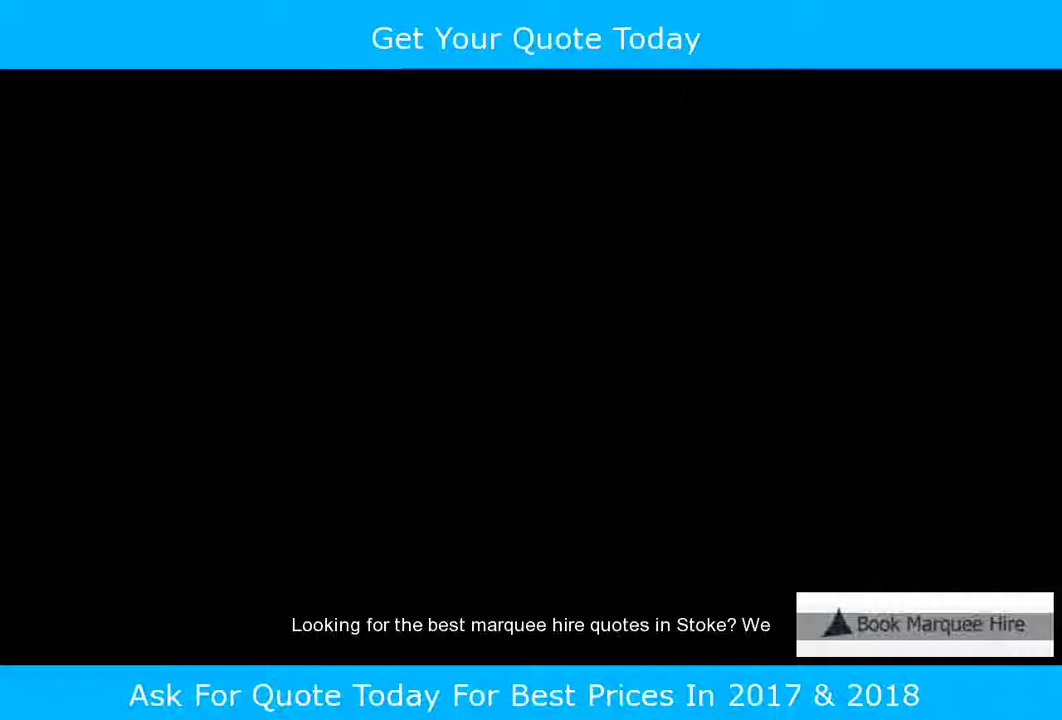 Get Your Quote Today
Looking for the best marquee hire quotes in Stoke? We
Book Marquee Hire
Ask For Quote Today For Best Prices In 2017 & 2018